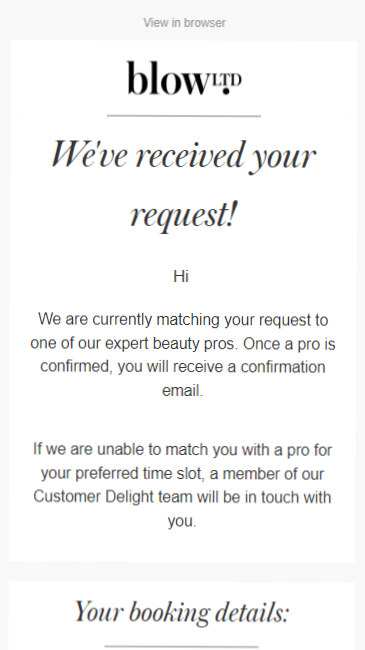 View in browser
blow LTD
We've received your
request!
Hi
We are currently matching your request to
one of our expert beauty pros. Once a pro is
confirmed, you will receive a confirmation
email.
If we are unable to match you with a pro for
your preferred time slot, a member of our
Customer Delight team will be in touch with
you.
Your booking details: